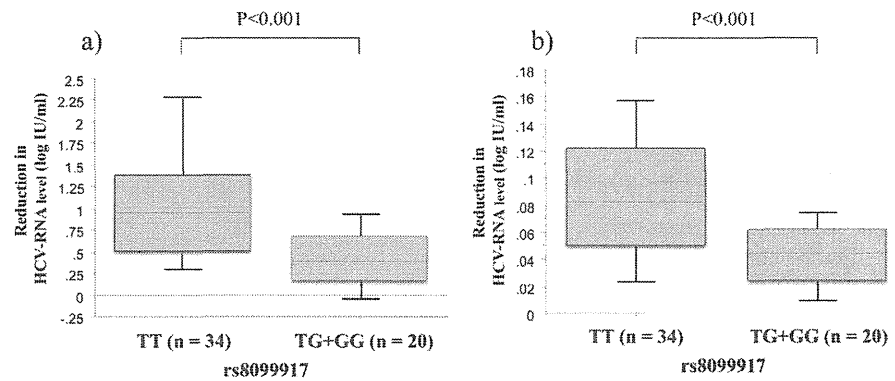 a)
P<0.001
Reduction in
HCV-RNA level (log IU/ml)
2.5
2.25
2
1.75
1.5
1.25
1
.75
.5
.25
0
-.25
TT (n = 34)
TG+GG (n = 20)
rs8099917
b)
P<0.001
Reduction in
HCV-RNA level (log IU/ml)
.18
.16
.14
.12
.10
.08
.06
.04
.02
0
TT (n = 34)
TG+GG (n = 20)
rs8099917